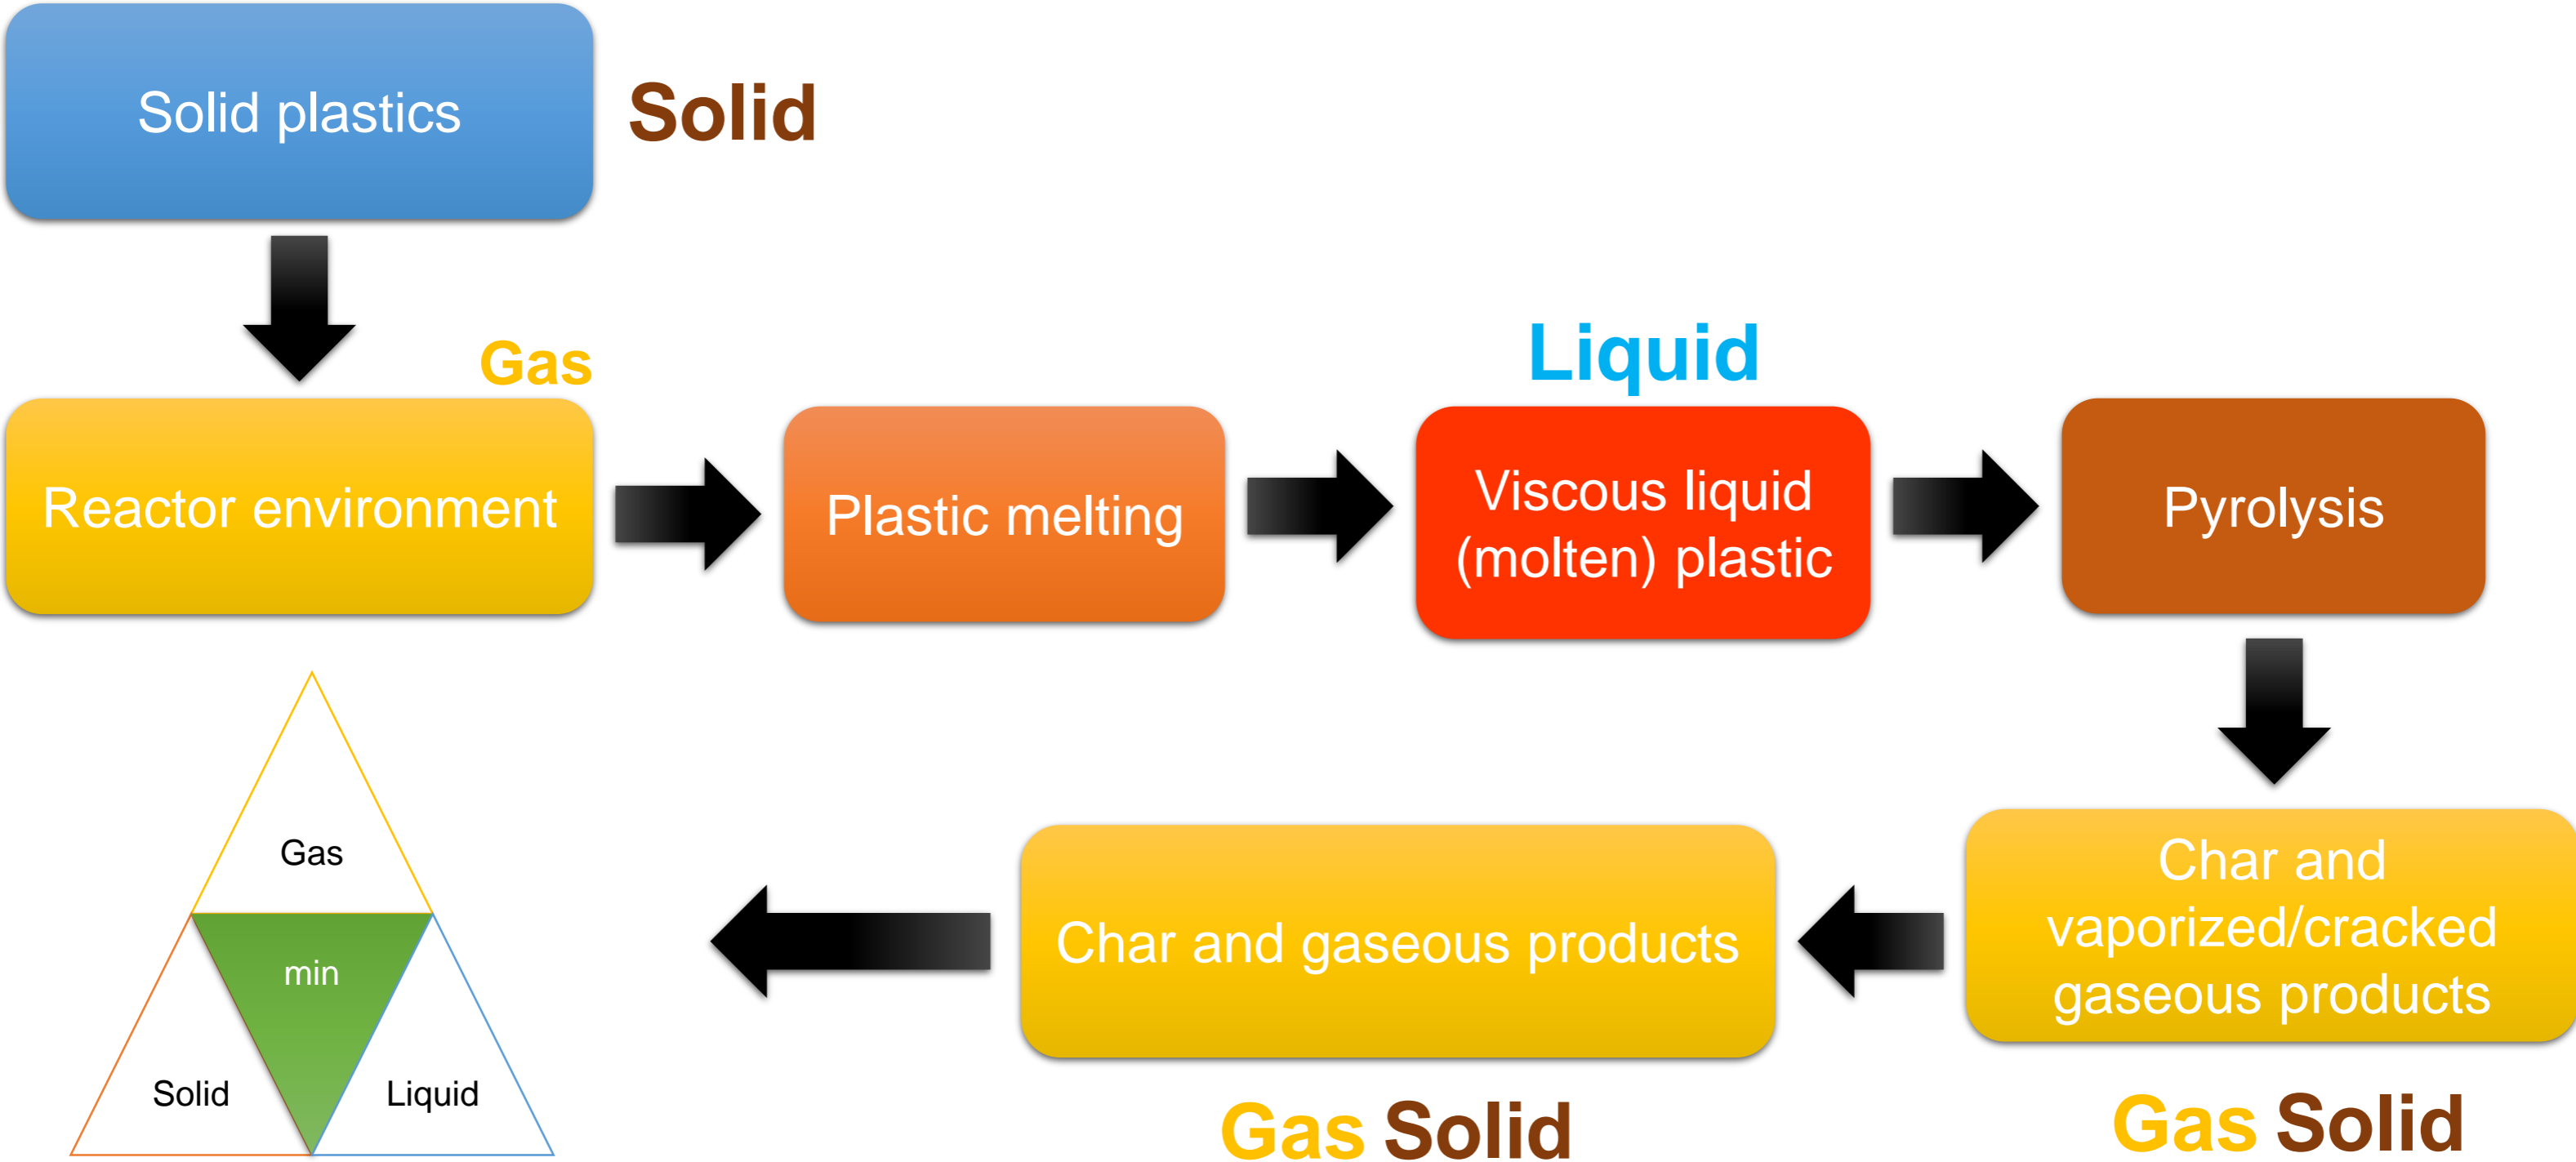 Solid plastics
Solid
Gas
Reactor environment
Plastic melting
Liquid
Viscous liquid
(molten) plastic
Pyrolysis
Char and
vaporized/cracked
gaseous products
Gas Solid
Char and gaseous products
Gas Solid
Gas
min
Solid
Liquid